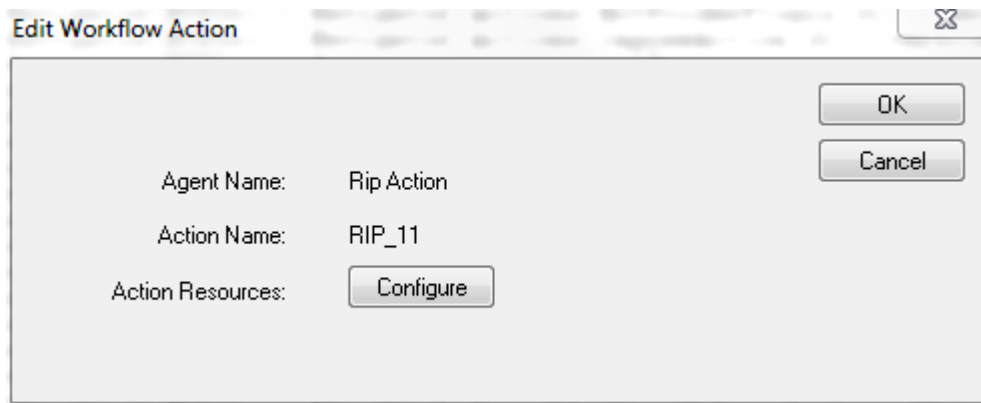 Edit Workflow Action
OK
Cancel
Agent Name: Rip Action
Action Name: RIP_11
Action Resources: Configure